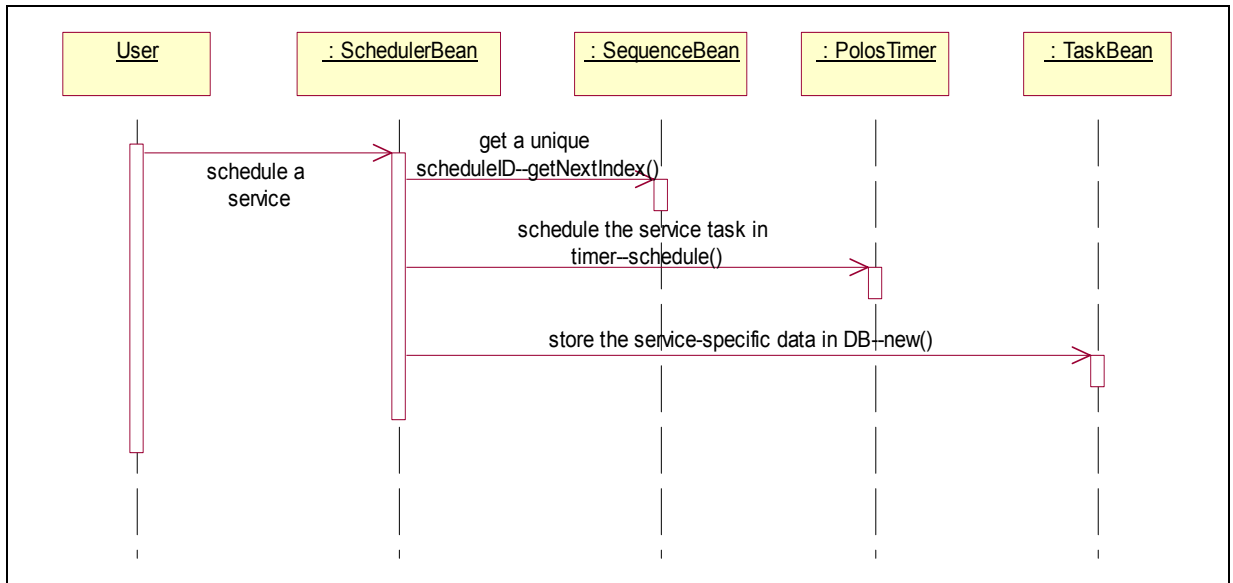 User
: SchedulerBean
: SequenceBean
: PolosTimer
: TaskBean
schedule a
service
get a unique
scheduleID--getNextIndex()
schedule the service task in
timer--schedule()
store the service-specific data in DB--new()